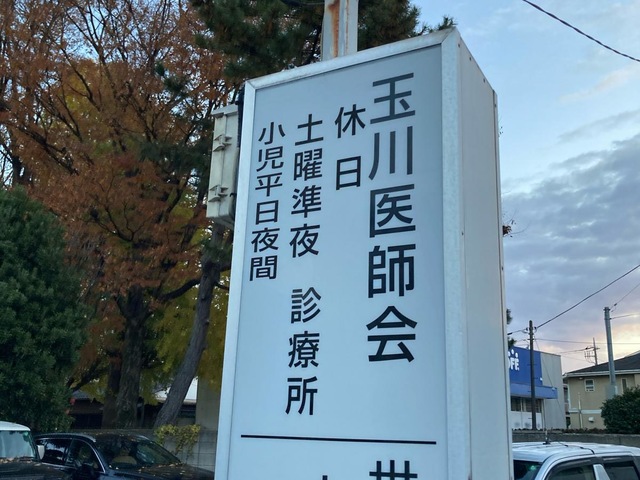 玉川医師会
休日
土曜準夜 診療所
小児平日夜間
世